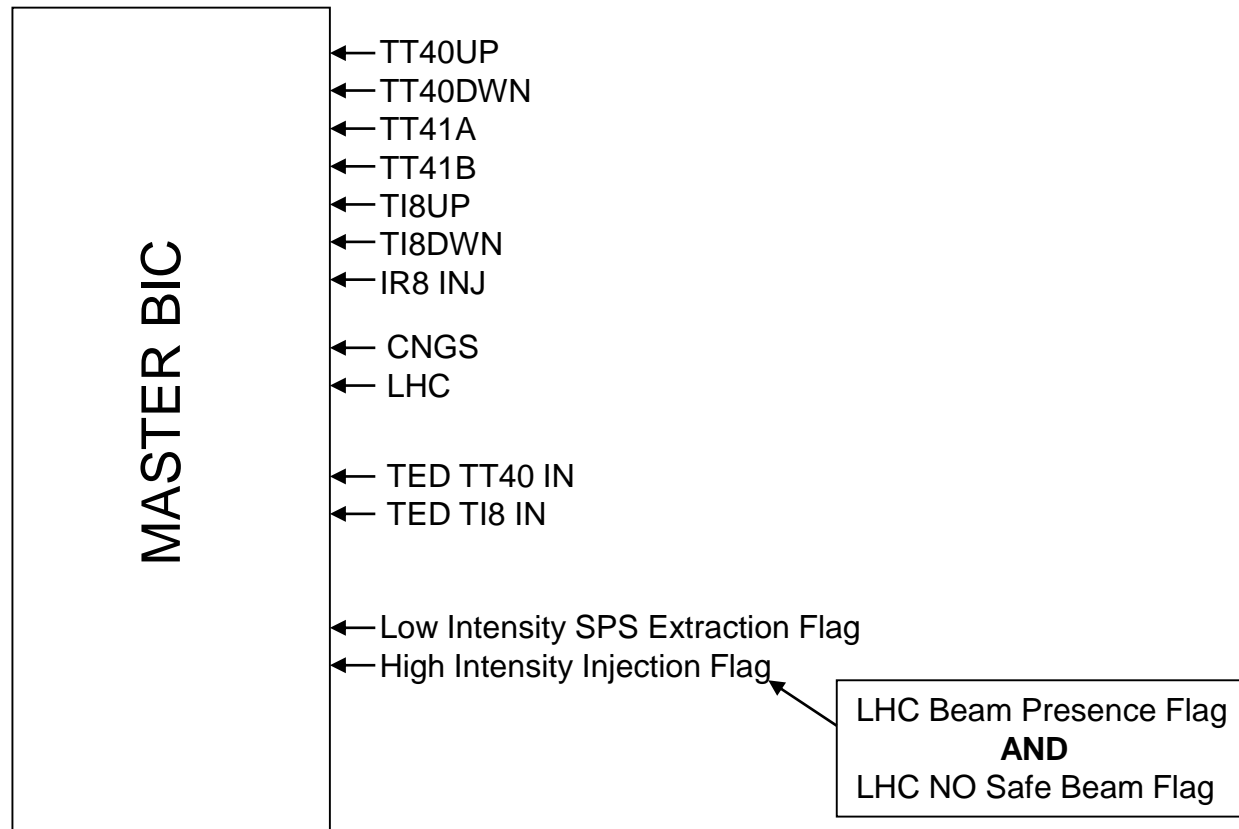 MASTER BIC
TT40UP
TT40DWN
TT41A
TT41B
TI8UP
TI8DWN
IR8 INJ
CNGS
LHC
TED TT40 IN
TED TI8 IN
Low Intensity SPS Extraction Flag
High Intensity Injection Flag
LHC Beam Presence Flag
AND
LHC NO Safe Beam Flag